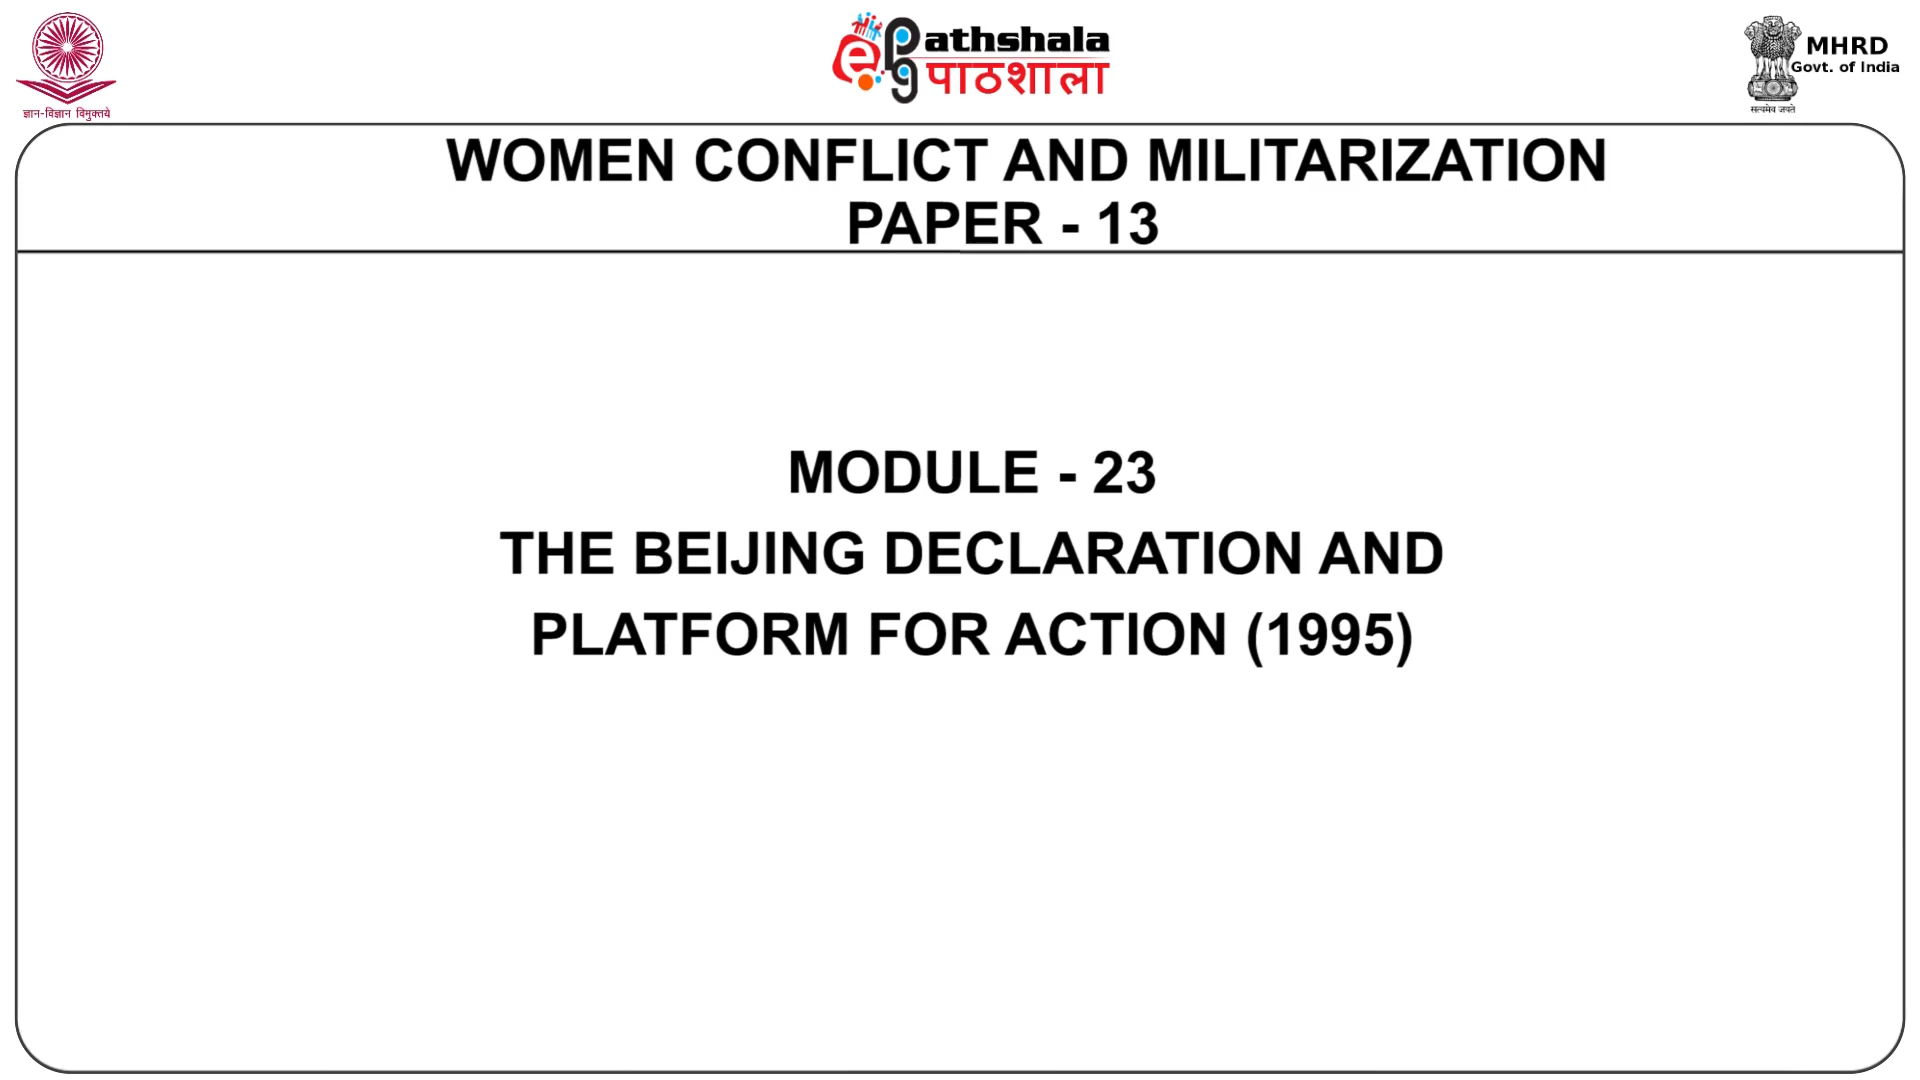 ज्ञान-विज्ञान विमुक्तये
ePathshala
पाठशाला
MHRD
Govt. of India
सत्यमेव जयते
WOMEN CONFLICT AND MILITARIZATION
PAPER - 13
MODULE - 23
THE BEIJING DECLARATION AND
PLATFORM FOR ACTION (1995)